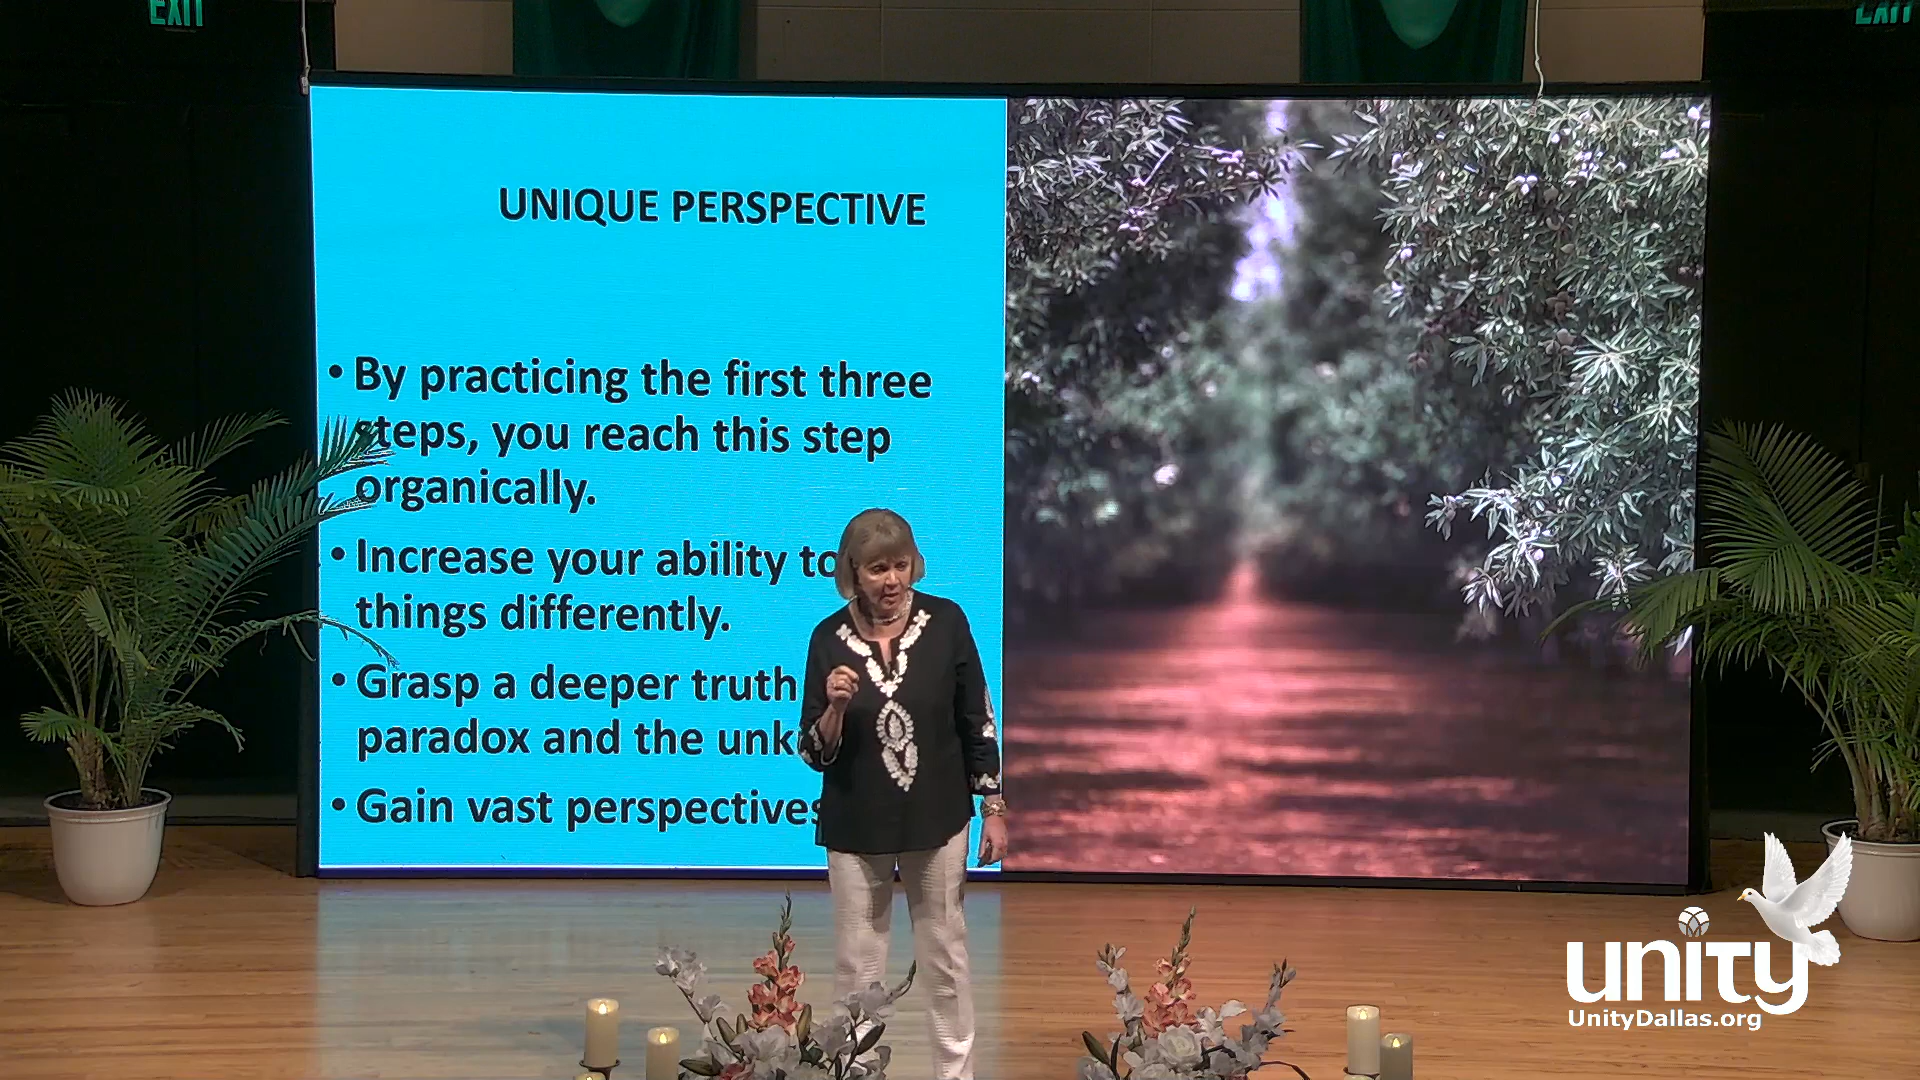 EXIT
EXIT
UNIQUE PERSPECTIVE
• By practicing the first three
steps, you reach this step
organically.
• Increase your ability to
things differently.
• Grasp a deeper truth
paradox and the
• Gain vast perspectives
unity
UnityDallas.org